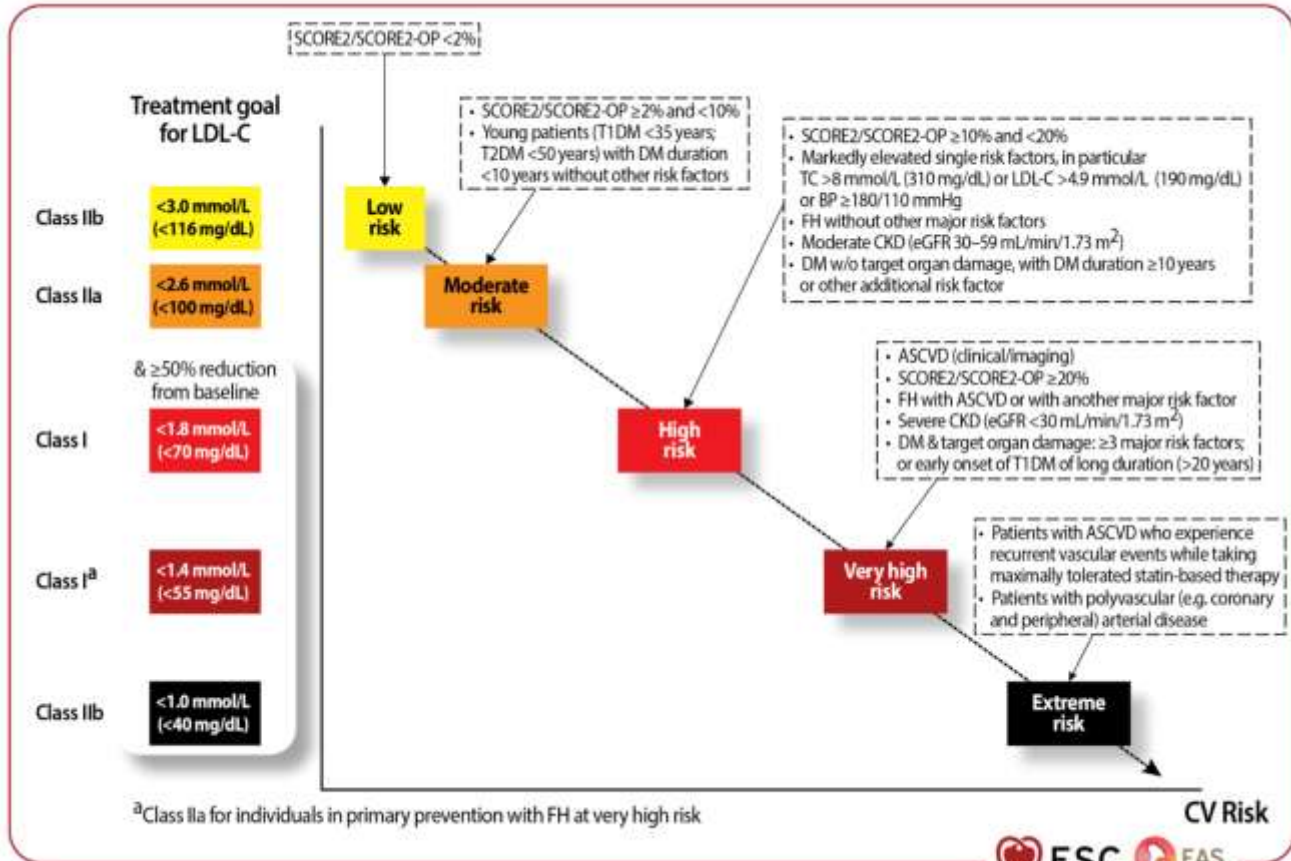 SCORE2/SCORE2-OP <2%
Treatment goal
for LDL-C
• SCORE2/SCORE2-OP ≥2% and <10%
• Young patients (T1DM <35 years;
T2DM <50 years) with DM duration
<10 years without other risk factors
• SCORE2/SCORE2-OP ≥10% and <20%
• Markedly elevated single risk factors, in particular
TC >8 mmol/L (310 mg/dL) or LDL-C >4.9 mmol/L (190 mg/dL)
or BP ≥180/110 mmHg
• FH without other major risk factors
• Moderate CKD (eGFR 30–59 mL/min/1.73 m²)
• DM w/o target organ damage, with DM duration ≥10 years
or other additional risk factor
Class IIb
<3.0 mmol/L
(<116 mg/dL)
Low
risk
Class IIa
<2.6 mmol/L
(<100 mg/dL)
Moderate
risk
& ≥50% reduction
from baseline
• ASCVD (clinical/imaging)
• SCORE2/SCORE2-OP ≥20%
• FH with ASCVD or with another major risk factor
• Severe CKD (eGFR <30 mL/min/1.73 m²)
• DM & target organ damage: ≥3 major risk factors;
or early onset of T1DM of long duration (>20 years)
Class I
<1.8 mmol/L
(<70 mg/dL)
High
risk
• Patients with ASCVD who experience
recurrent vascular events while taking
maximally tolerated statin-based therapy
• Patients with polyvascular (e.g. coronary
and peripheral) arterial disease
Class Iᵃ
<1.4 mmol/L
(<55 mg/dL)
Very high
risk
Class IIb
<1.0 mmol/L
(<40 mg/dL)
Extreme
risk
CV Risk
ᵃClass IIa for individuals in primary prevention with FH at very high risk
ESC EAS